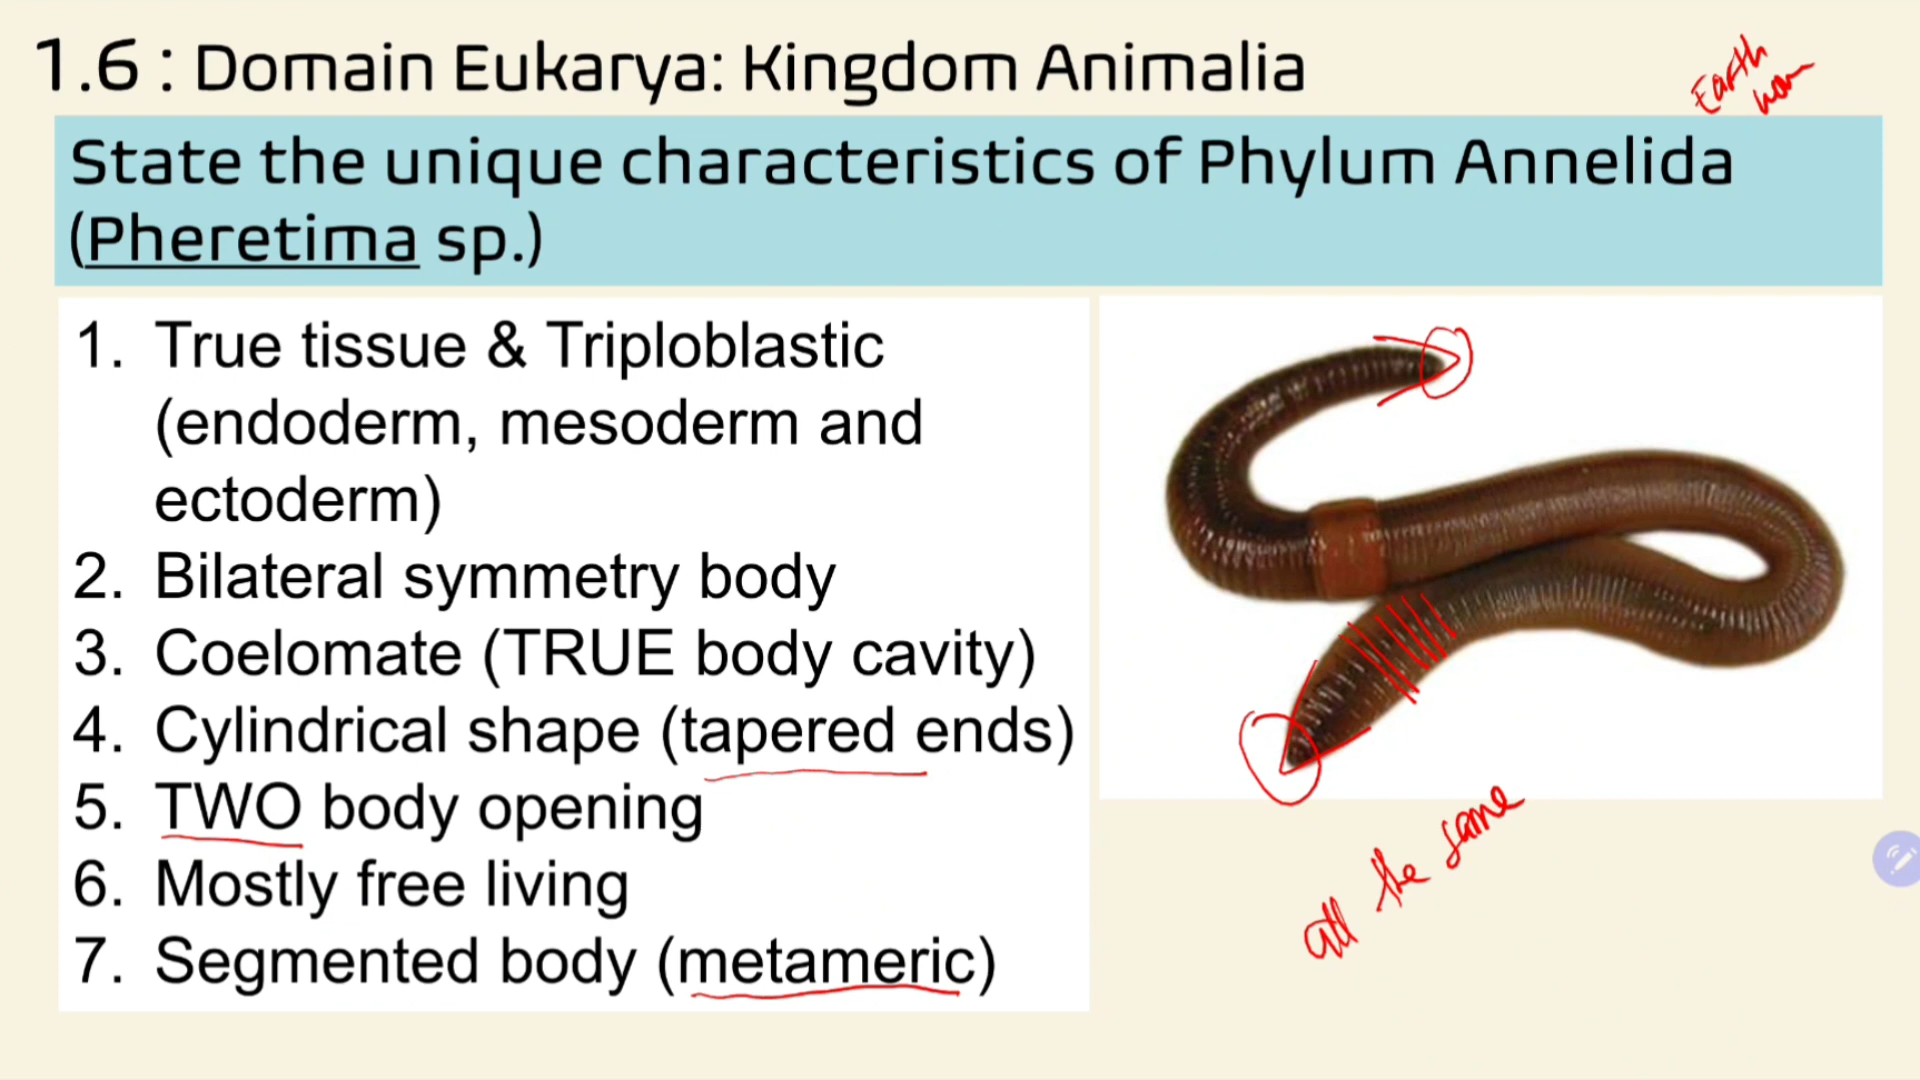 1.6 : Domain Eukarya: Kingdom Animalia
Earth
State the unique characteristics of Phylum Annelida
(Pheretima sp.)
1. True tissue & Triploblastic
(endoderm, mesoderm and
ectoderm)
2. Bilateral symmetry body
3. Coelomate (TRUE body cavity)
4. Cylindrical shape (tapered ends)
5. TWO body opening
6. Mostly free living
7. Segmented body (metameric)
all the same